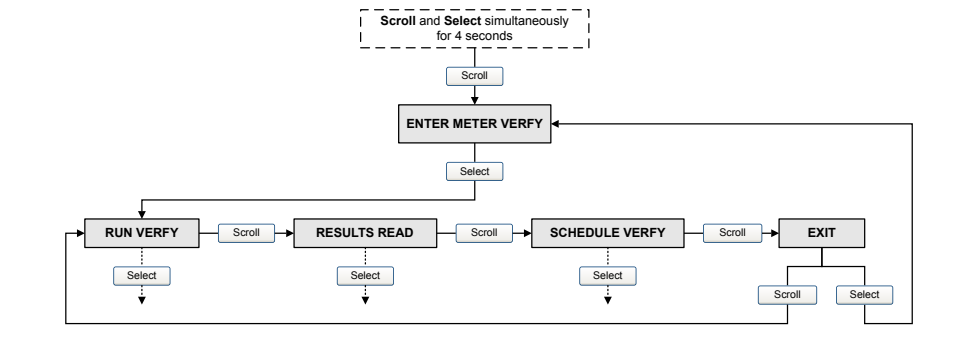 Scroll and Select simultaneously
for 4 seconds
Scroll
ENTER METER VERFY
Select
RUN VERFY
Scroll
RESULTS READ
Scroll
SCHEDULE VERFY
Scroll
EXIT
Select
Select
Select
Scroll
Select